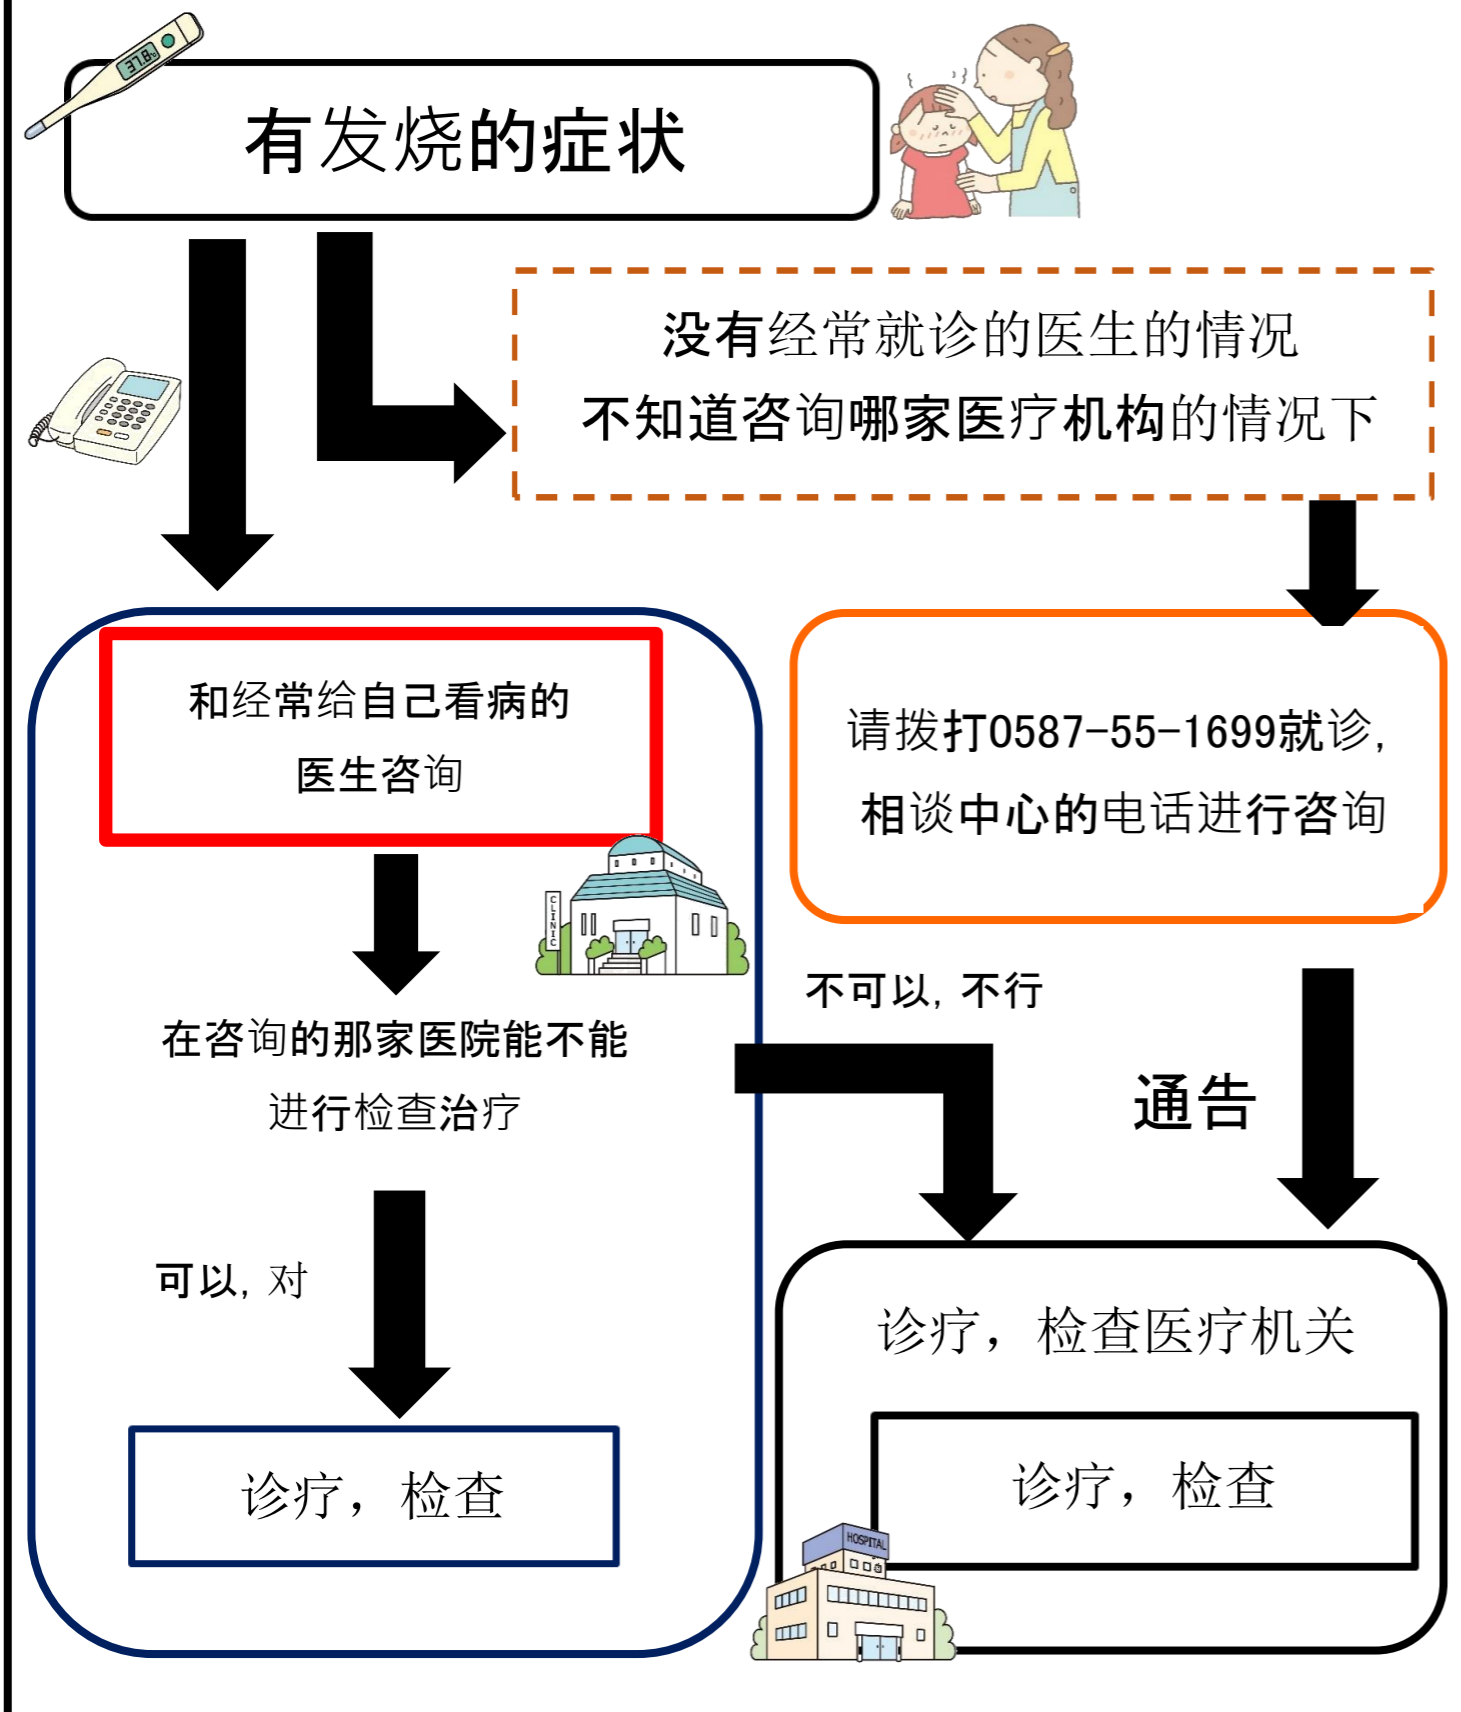 37.8℃
有发烧的症状
没有经常就诊的医生的情况
不知道咨询哪家医疗机构的情况下
和经常给自己看病的
医生咨询
请拨打0587-55-1699就诊,
相谈中心的电话进行咨询
CLINIC
在咨询的那家医院能不能
进行检查治疗
不可以, 不行
通告
可以, 对
诊疗，检查
诊疗，检查医疗机关
诊疗，检查
HOSPITAL